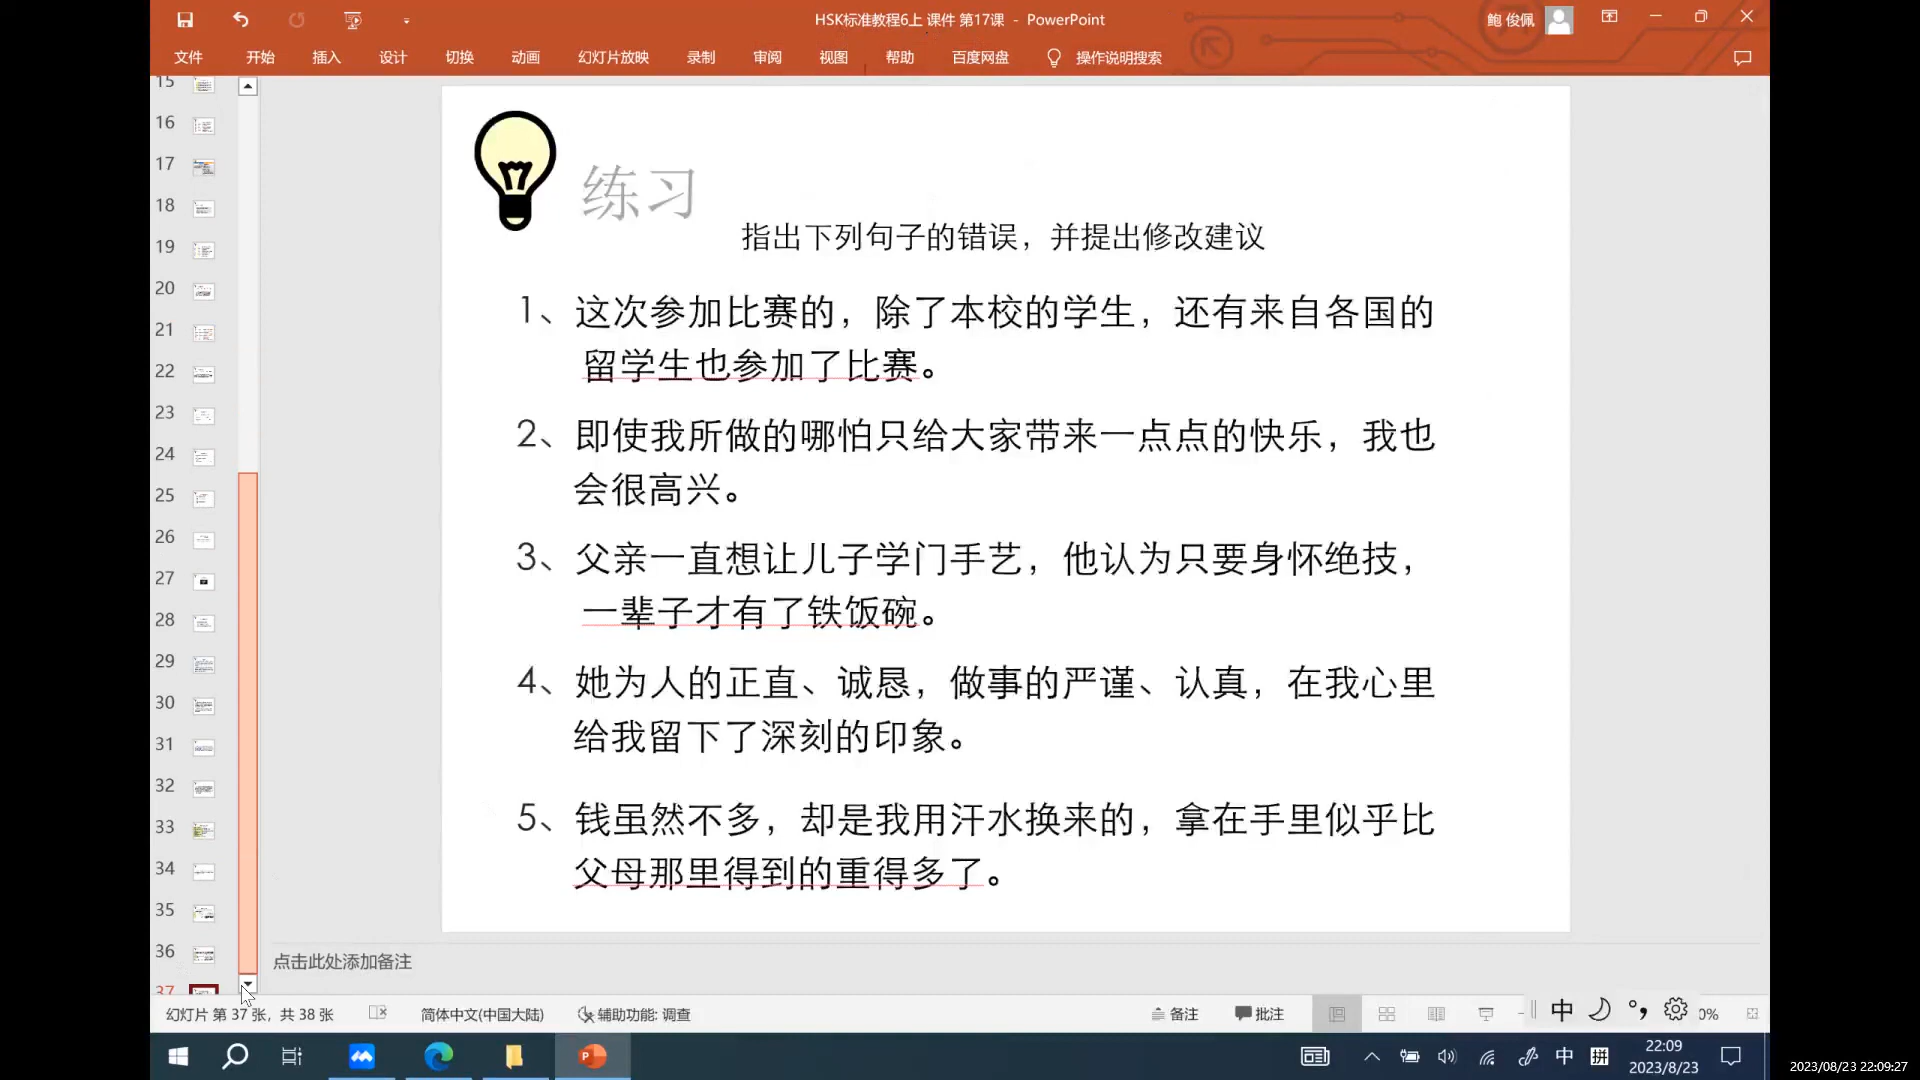 HSK标准教程6上 课件 第17课 - PowerPoint
鲍 俊佩
文件 开始 插入 设计 切换 动画 幻灯片放映 录制 审阅 视图 帮助 百度网盘 操作说明搜索
15
16
17
18
19
20
21
22
23
24
25
26
27
28
29
30
31
32
33
34
35
36
37
练习
指出下列句子的错误，并提出修改建议
1、这次参加比赛的，除了本校的学生，还有来自各国的
留学生也参加了比赛。
2、即使我所做的哪怕只给大家带来一点点的快乐，我也
会很高兴。
3、父亲一直想让儿子学门手艺，他认为只要身怀绝技，
一辈子才有了铁饭碗。
4、她为人的正直、诚恳，做事的严谨、认真，在我心里
给我留下了深刻的印象。
5、钱虽然不多，却是我用汗水换来的，拿在手里似乎比
父母那里得到的重得多了。
点击此处添加备注
幻灯片 第 37 张，共 38 张 简体中文(中国大陆) 辅助功能: 调查 备注 批注 中 0%
中 拼 22:09
2023/8/23
2023/08/23 22:09:27